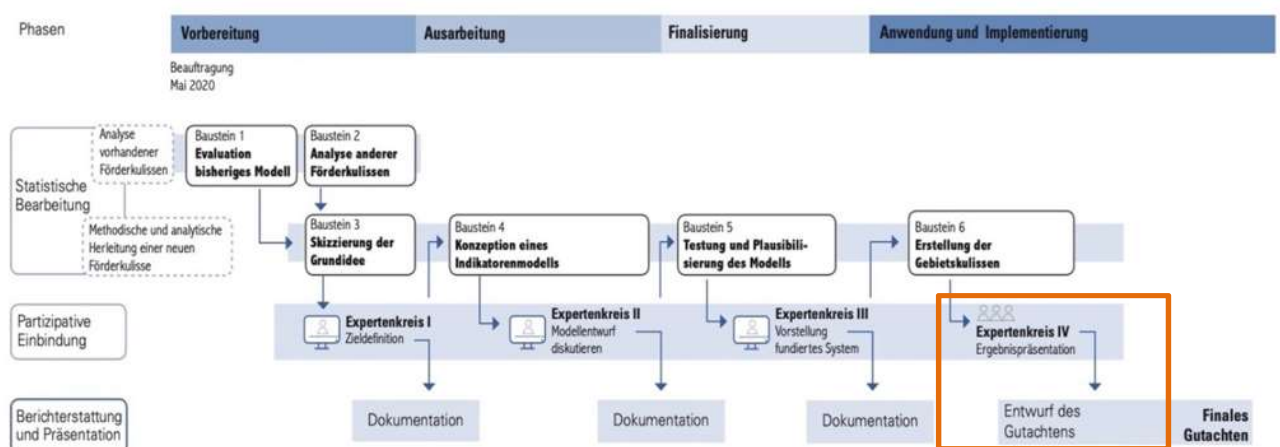 Phasen
Vorbereitung
Ausarbeitung
Finalisierung
Anwendung und Implementierung
Beauftragung
Mai 2020
Statistische
Bearbeitung
Analyse
vorhandener
Förderkulissen
Methodische und analytische
Herleitung einer neuen
Förderkulisse
Baustein 1
Evaluation
bisheriges Modell
Baustein 2
Analyse anderer
Förderkulissen
Baustein 3
Skizzierung der
Grundidee
Baustein 4
Konzeption eines
Indikatorenmodells
Baustein 5
Testung und Plausibili-
sierung des Modells
Baustein 6
Erstellung der
Gebietskulissen
Partizipative
Einbindung
Expertenkreis I
Zieldefinition
Expertenkreis II
Modellentwurf
diskutieren
Expertenkreis III
Vorstellung
fundiertes System
Expertenkreis IV
Ergebnispräsentation
Berichterstattung
und Präsentation
Dokumentation
Dokumentation
Dokumentation
Entwurf des
Gutachtens
Finales
Gutachten